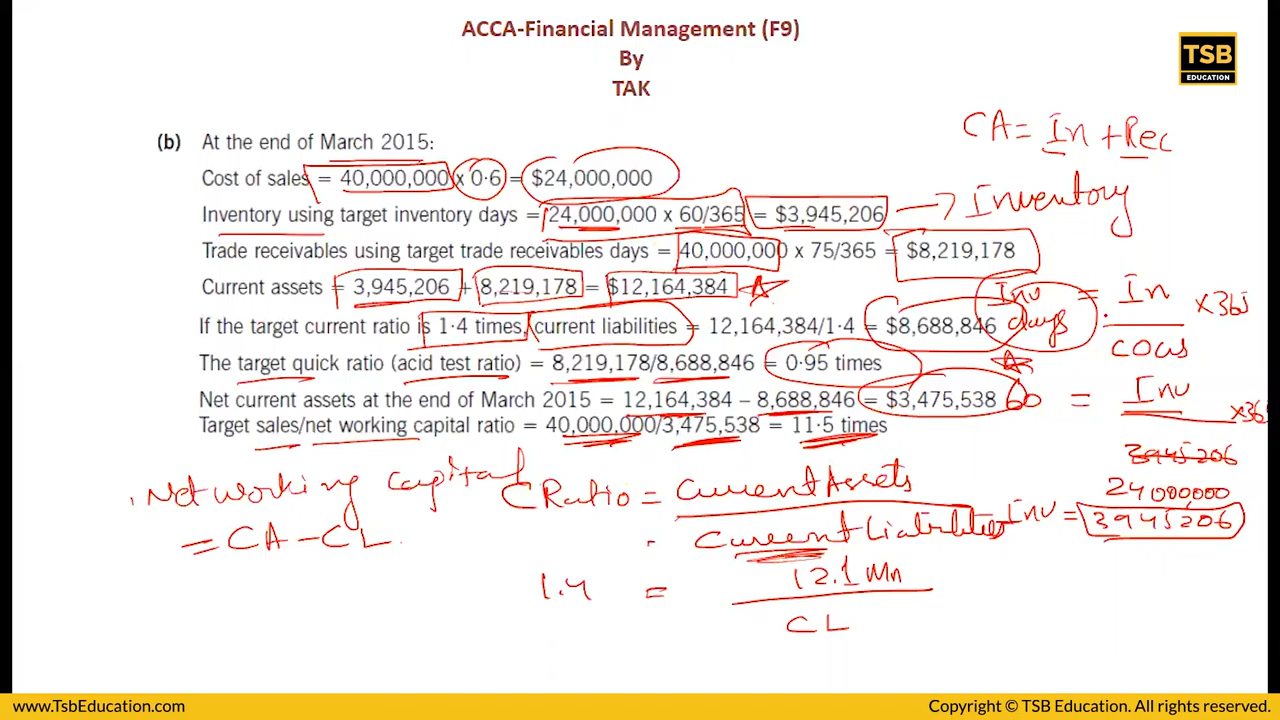 ACCA-Financial Management (F9)
By
TAK
TSB
EDUCATION
CA = In + Rec
(b) At the end of March 2015:
Cost of sales = 40,000,000 x 0·6 = $24,000,000
Inventory using target inventory days = 24,000,000 x 60/365 = $3,945,206
→ Inventory
Trade receivables using target trade receivables days = 40,000,000 x 75/365 = $8,219,178
Current assets = 3,945,206 + 8,219,178 = $12,164,384
If the target current ratio is 1·4 times, current liabilities = 12,164,384/1·4 = $8,688,846
The target quick ratio (acid test ratio) = 8,219,178/8,688,846 = 0·95 times
Net current assets at the end of March 2015 = 12,164,384 – 8,688,846 = $3,475,538
Target sales/net working capital ratio = 40,000,000/3,475,538 = 11·5 times
Inv days = In x 365
COGS
60 = Inv x 365
3945206
24000000
Inv = 3945206
Networking capital
= CA – CL
C Ratio = Current Assets
Current Liabilities
1.4 = 12.1 Mn
CL
www.TsbEducation.com
Copyright © TSB Education. All rights reserved.